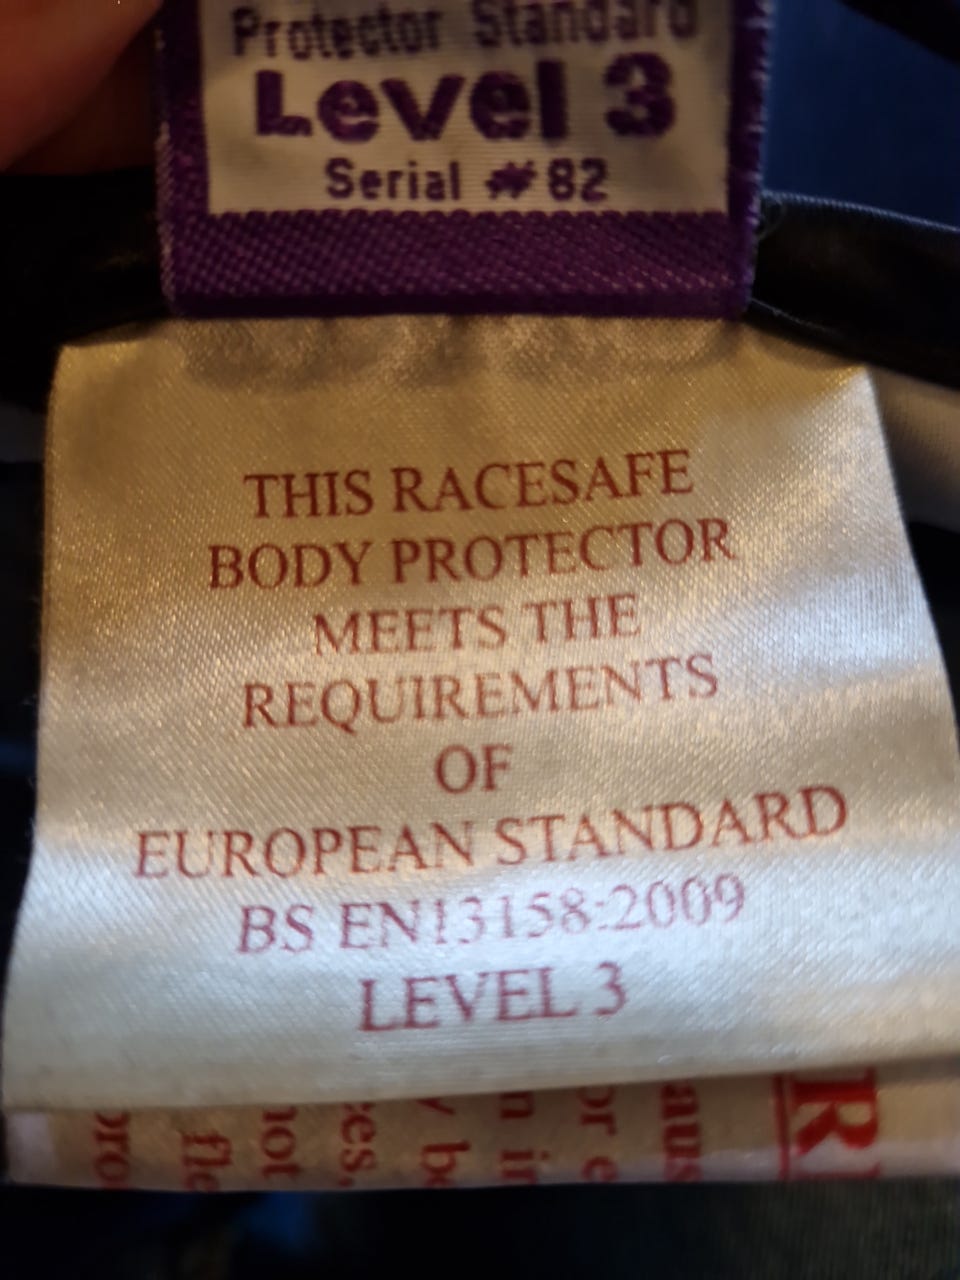 Protector Standard
Level 3
Serial #82
THIS RACESAFE
BODY PROTECTOR
MEETS THE
REQUIREMENTS
OF
EUROPEAN STANDARD
BS EN13158:2009
LEVEL 3